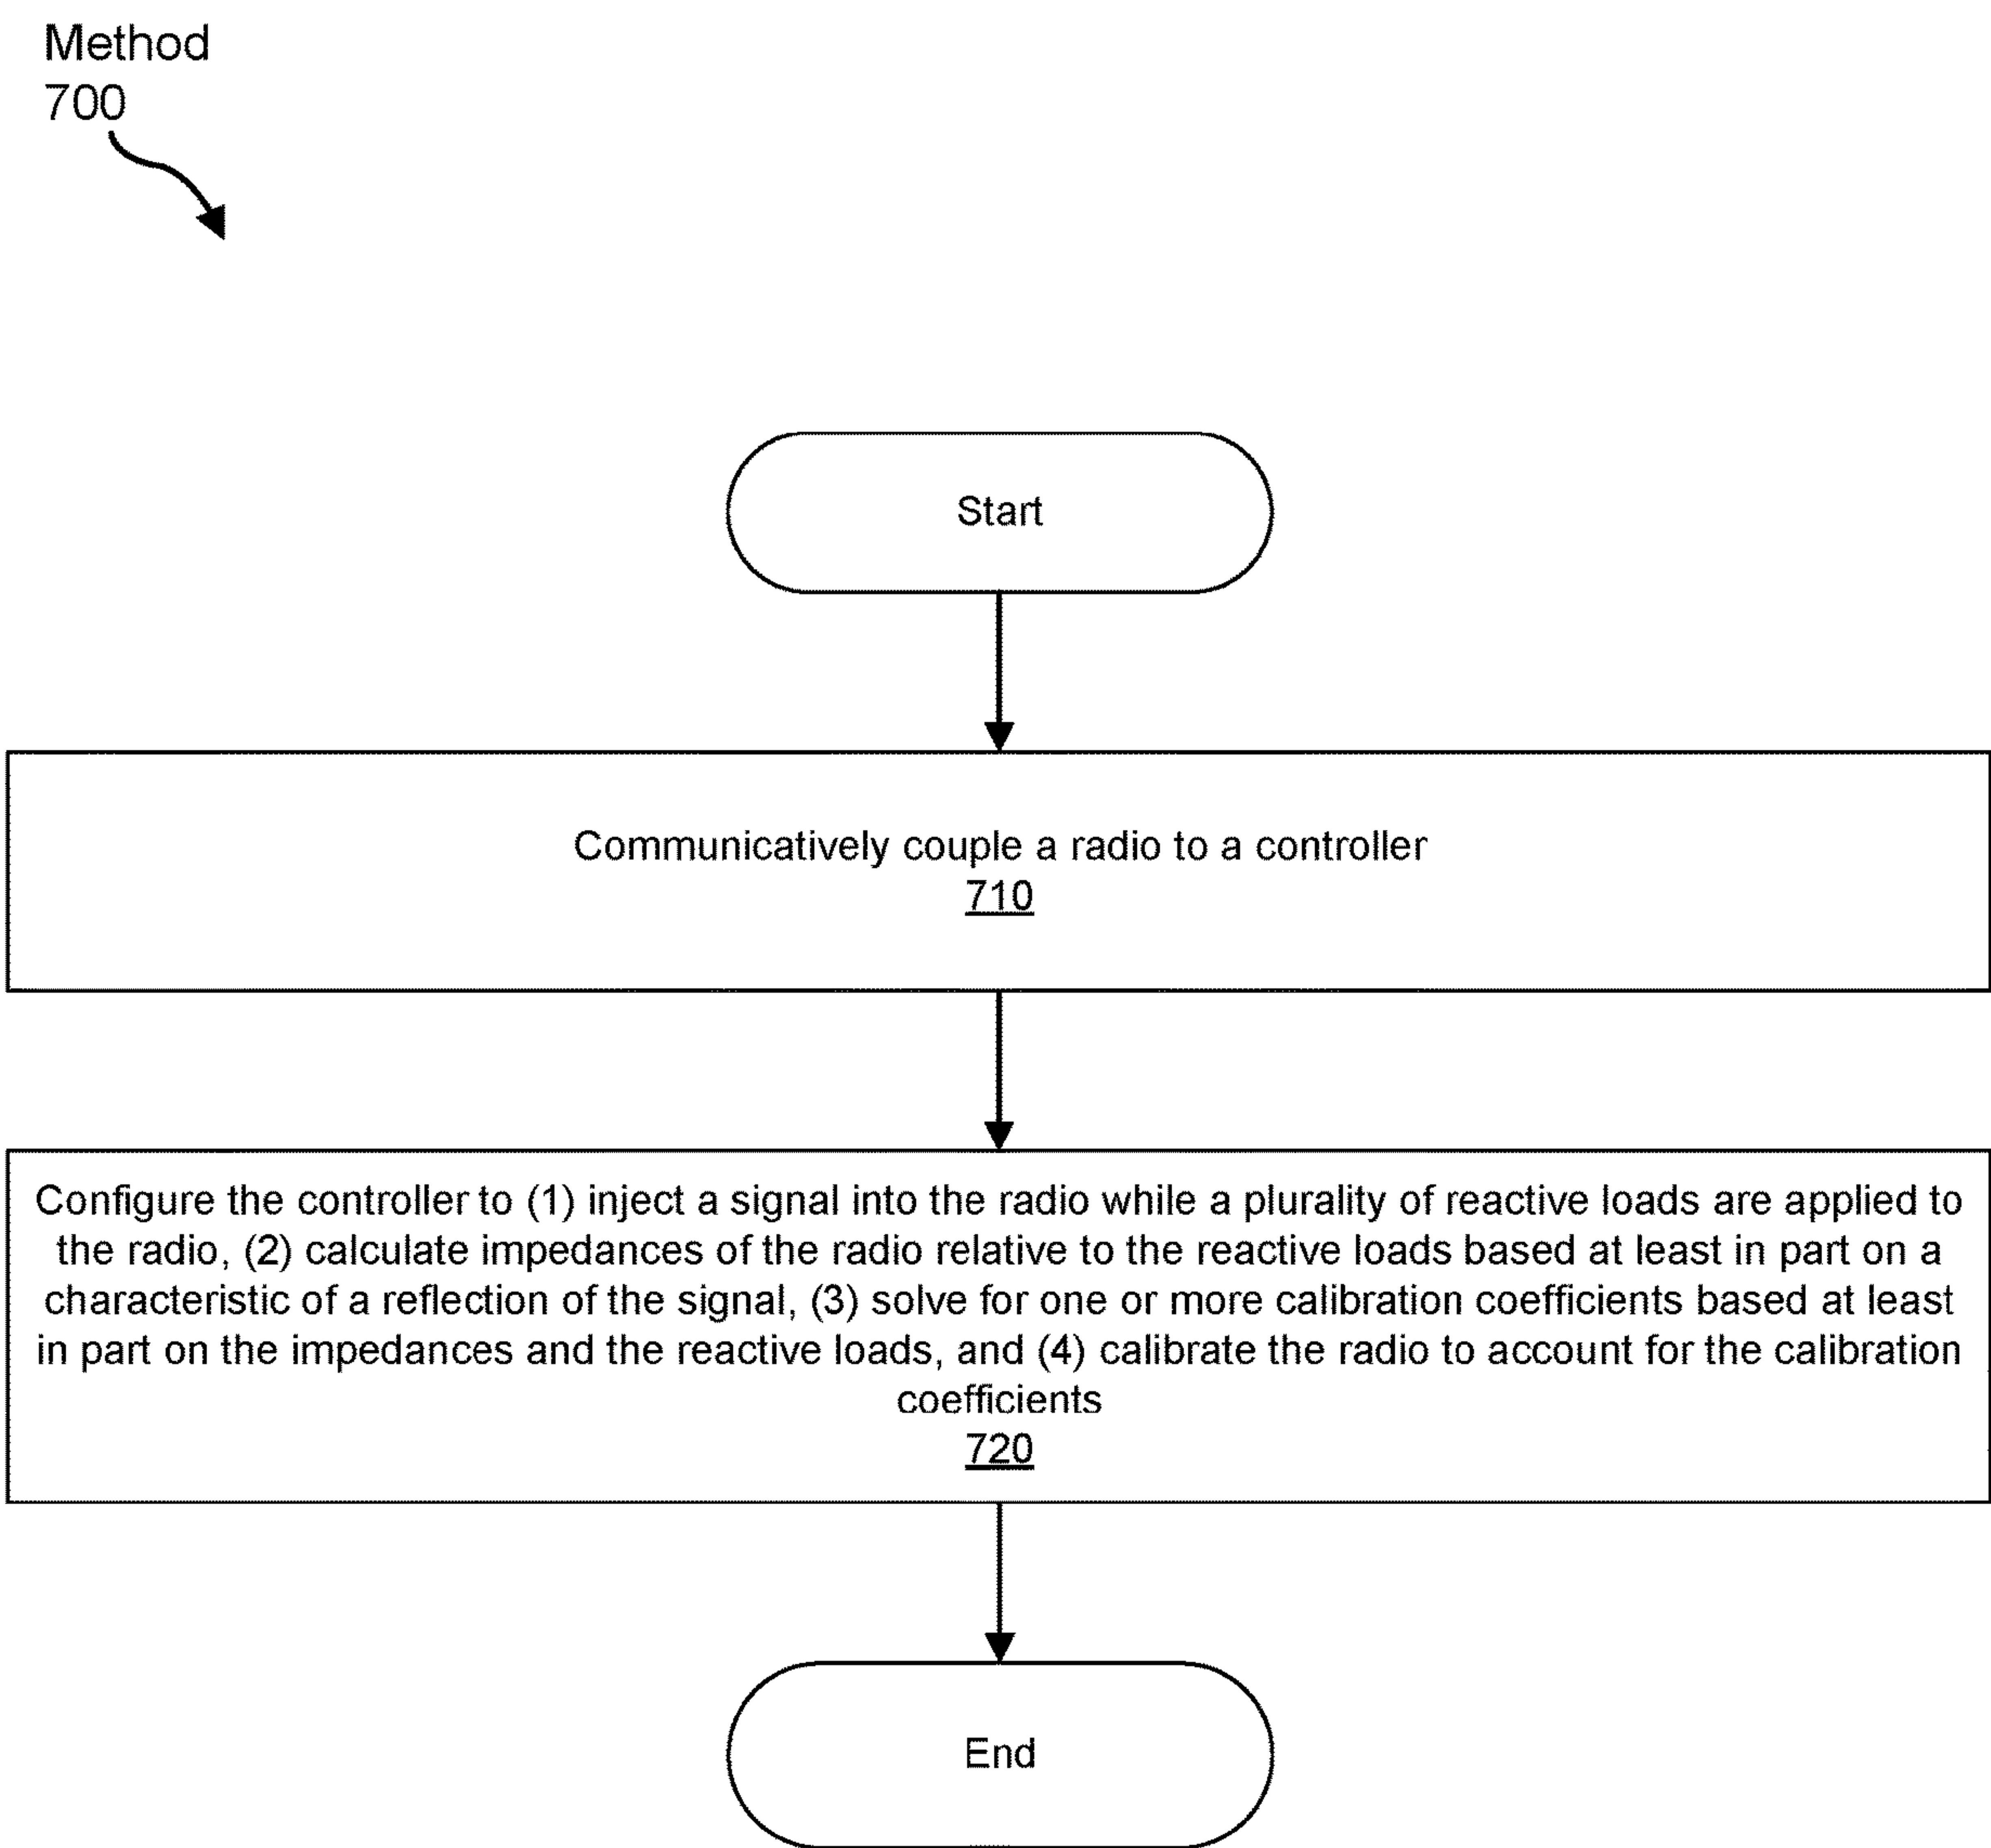 Method
700
Start
Communicatively couple a radio to a controller
710
Configure the controller to (1) inject a signal into the radio while a plurality of reactive loads are applied to
the radio, (2) calculate impedances of the radio relative to the reactive loads based at least in part on a
characteristic of a reflection of the signal, (3) solve for one or more calibration coefficients based at least
in part on the impedances and the reactive loads, and (4) calibrate the radio to account for the calibration
coefficients
720
End